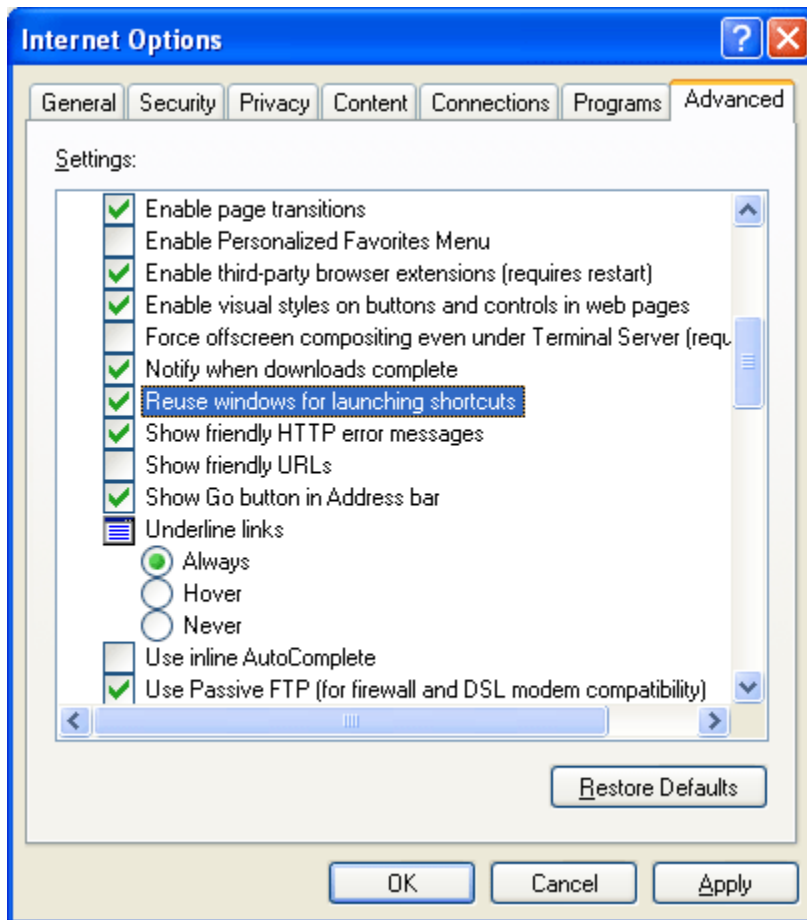 Internet Options
General Security Privacy Content Connections Programs Advanced
Settings:
Enable page transitions
Enable Personalized Favorites Menu
Enable third-party browser extensions (requires restart)
Enable visual styles on buttons and controls in web pages
Force offscreen compositing even under Terminal Server (requ
Notify when downloads complete
Reuse windows for launching shortcuts
Show friendly HTTP error messages
Show friendly URLs
Show Go button in Address bar
Underline links
Always
Hover
Never
Use inline AutoComplete
Use Passive FTP (for firewall and DSL modem compatibility)
Restore Defaults
OK Cancel Apply